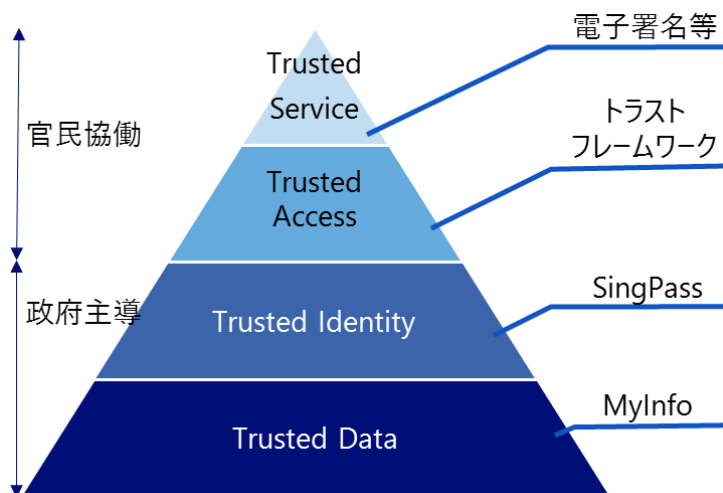 電子署名等
Trusted
Service
官民協働
トラスト
フレームワーク
Trusted
Access
政府主導
SingPass
Trusted Identity
MyInfo
Trusted Data